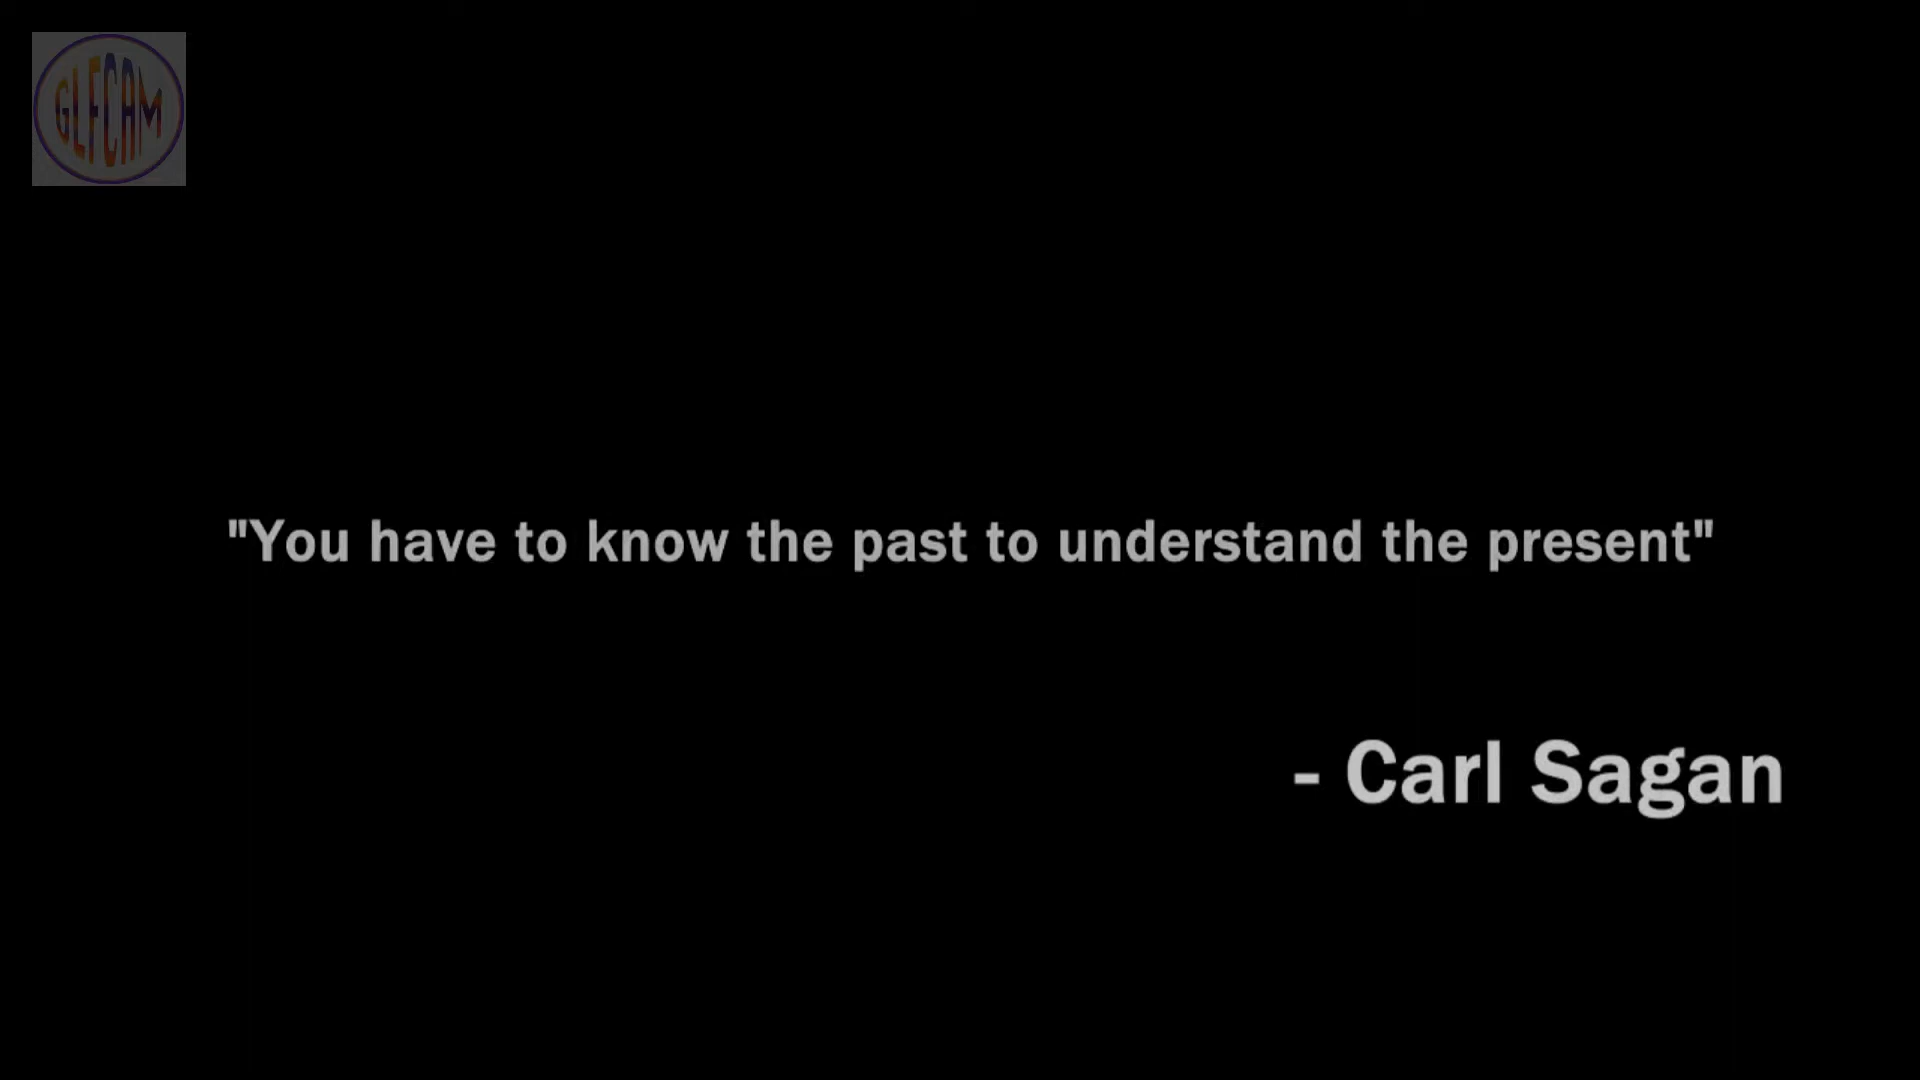 GLFCAM
"You have to know the past to understand the present"
- Carl Sagan